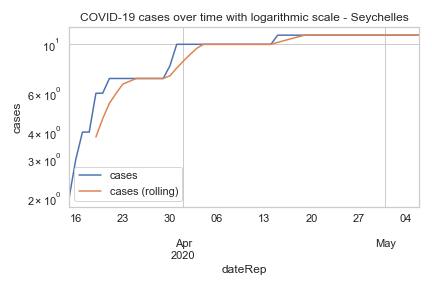 COVID-19 cases over time with logarithmic scale - Seychelles
10¹
6 × 10⁰
4 × 10⁰
3 × 10⁰
2 × 10⁰
cases
cases
cases (rolling)
16 23 30 06 13 20 27 04
Apr May
2020
dateRep